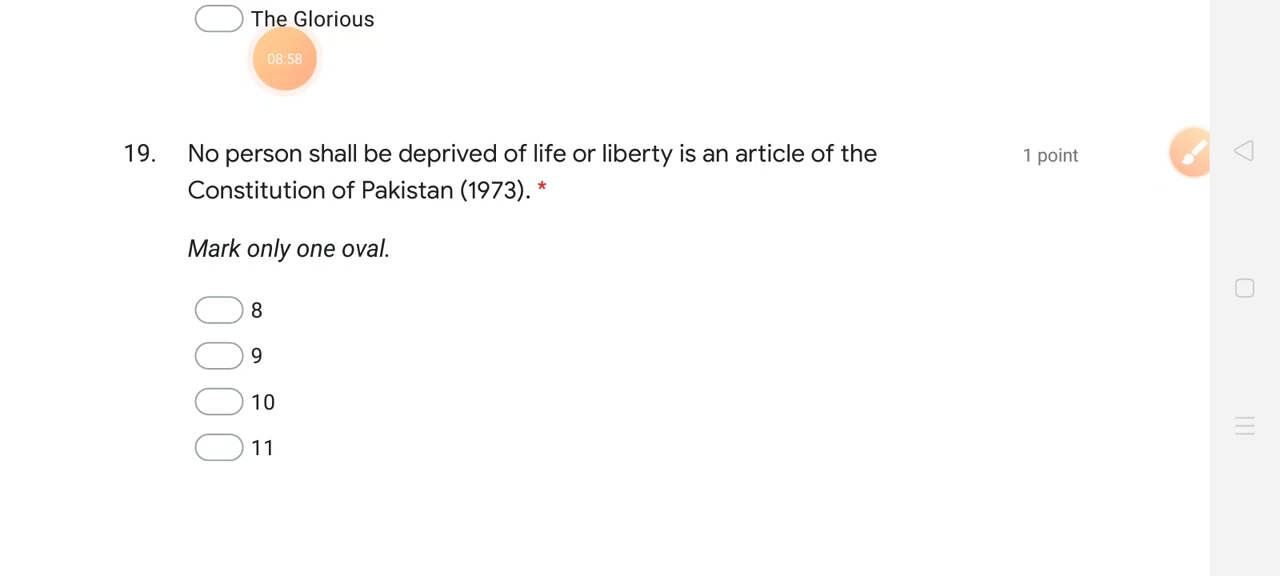 The Glorious
08:58
19. No person shall be deprived of life or liberty is an article of the 1 point
Constitution of Pakistan (1973). *
Mark only one oval.
8
9
10
11